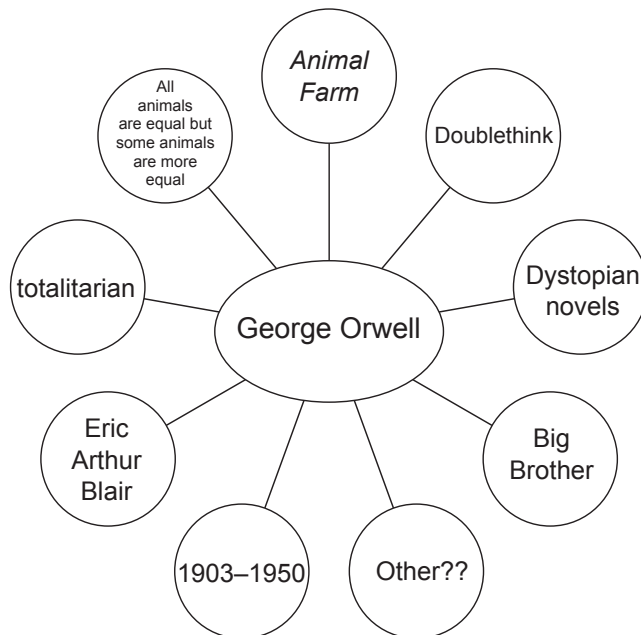 Animal
Farm
All
animals
are equal but
some animals
are more
equal
Doublethink
totalitarian
Dystopian
novels
George Orwell
Eric
Arthur
Blair
Big
Brother
1903–1950
Other??